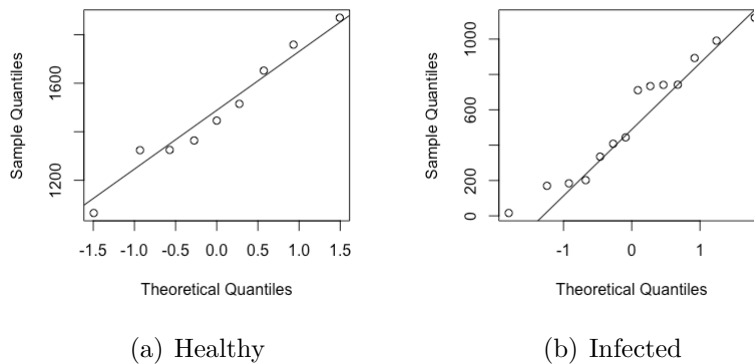 Sample Quantiles
1200
1600
-1.5 -1.0 -0.5 0.0 0.5 1.0 1.5
Theoretical Quantiles
(a) Healthy
Sample Quantiles
0 200 600 1000
-1 0 1
Theoretical Quantiles
(b) Infected